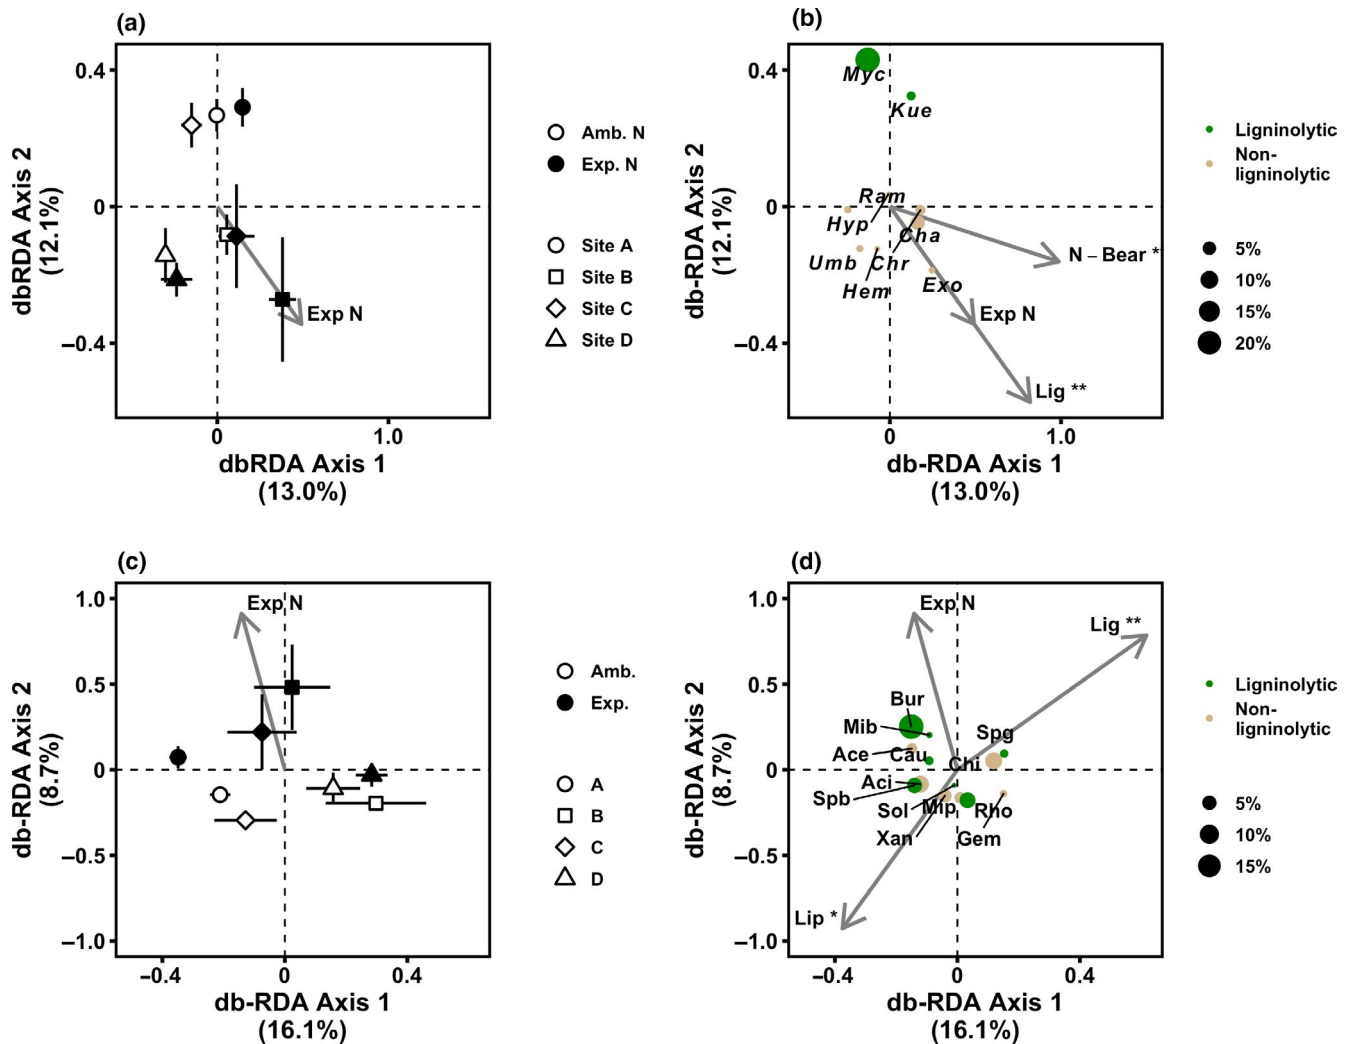 (a)
0.4
0
−0.4
0
1.0
dbRDA Axis 2
(12.1%)
dbRDA Axis 1
(13.0%)
Exp N
Amb. N
Exp. N
Site A
Site B
Site C
Site D
(b)
0.4
0
−0.4
0
1.0
db-RDA Axis 2
(12.1%)
db-RDA Axis 1
(13.0%)
Myc
Kue
Ram
Hyp
Cha
Umb
Chr
Hem
Exo
N − Bear *
Exp N
Lig **
Ligninolytic
Non-
ligninolytic
5%
10%
15%
20%
(c)
1.0
0.5
0
−0.5
−1.0
−0.4
0
0.4
db-RDA Axis 2
(8.7%)
db-RDA Axis 1
(16.1%)
Exp N
Amb.
Exp.
A
B
C
D
(d)
1.0
0.5
0
−0.5
−1.0
−0.4
0
0.4
db-RDA Axis 2
(8.7%)
db-RDA Axis 1
(16.1%)
Exp N
Lig **
Bur
Mib
Spg
Ace
Cau
Chi
Aci
Spb
Sol
Mip
Rho
Xan
Gem
Lip *
Ligninolytic
Non-
ligninolytic
5%
10%
15%